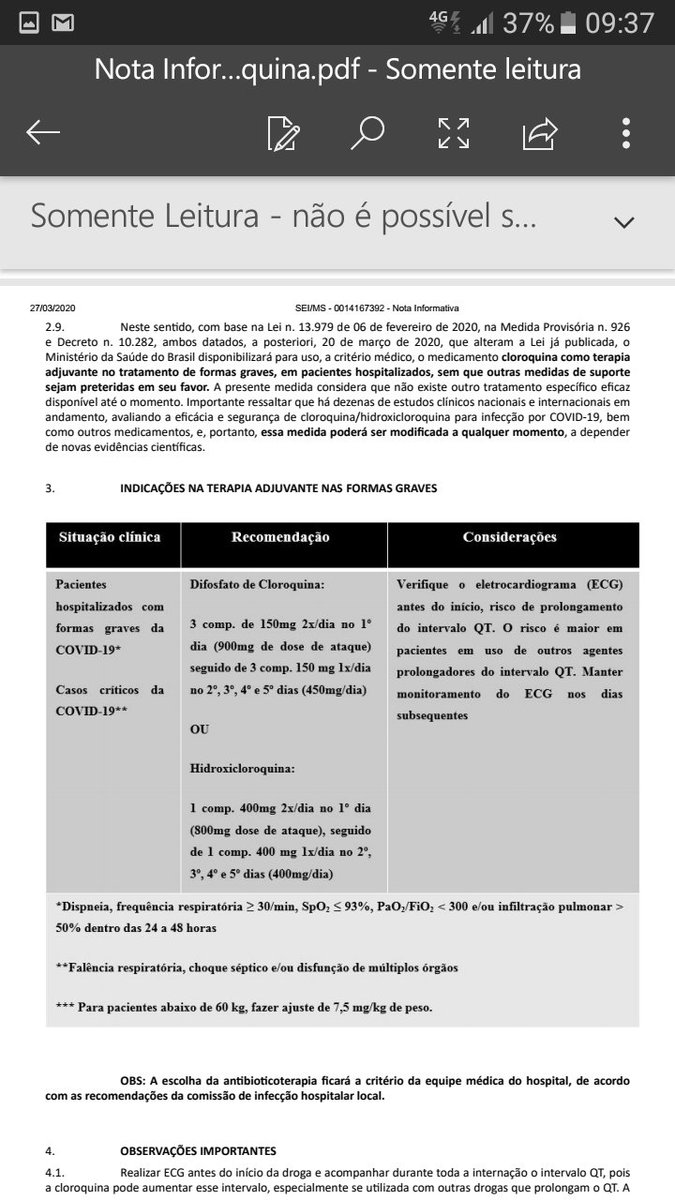 4G 37% 09:37
Nota Infor...quina.pdf - Somente leitura
Somente Leitura - não é possível s...
27/03/2020 SEI/MS - 0014167392 - Nota Informativa
2.9. Neste sentido, com base na Lei n. 13.979 de 06 de fevereiro de 2020, na Medida Provisória n. 926
e Decreto n. 10.282, ambos datados, a posteriori, 20 de março de 2020, que alteram a Lei já publicada, o
Ministério da Saúde do Brasil disponibilizará para uso, a critério médico, o medicamento cloroquina como terapia
adjuvante no tratamento de formas graves, em pacientes hospitalizados, sem que outras medidas de suporte
sejam preteridas em seu favor. A presente medida considera que não existe outro tratamento específico eficaz
disponível até o momento. Importante ressaltar que há dezenas de estudos clínicos nacionais e internacionais em
andamento, avaliando a eficácia e segurança de cloroquina/hidroxicloroquina para infecção por COVID-19, bem
como outros medicamentos, e, portanto, essa medida poderá ser modificada a qualquer momento, a depender
de novas evidências científicas.
3. INDICAÇÕES NA TERAPIA ADJUVANTE NAS FORMAS GRAVES
Situação clínica
Recomendação
Considerações
Pacientes
hospitalizados com
formas graves da
COVID-19*
Casos críticos da
COVID-19**
Difosfato de Cloroquina:
3 comp. de 150mg 2x/dia no 1º
dia (900mg de dose de ataque)
seguido de 3 comp. 150 mg 1x/dia
no 2º, 3º, 4º e 5º dias (450mg/dia)
OU
Hidroxicloroquina:
1 comp. 400mg 2x/dia no 1º dia
(800mg dose de ataque), seguido
de 1 comp. 400 mg 1x/dia no 2º,
3º, 4º e 5º dias (400mg/dia)
Verifique o eletrocardiograma (ECG)
antes do início, risco de prolongamento
do intervalo QT. O risco é maior em
pacientes em uso de outros agentes
prolongadores do intervalo QT. Manter
monitoramento do ECG nos dias
subsequentes
*Dispneia, frequência respiratória ≥ 30/min, SpO₂ ≤ 93%, PaO₂/FiO₂ < 300 e/ou infiltração pulmonar >
50% dentro das 24 a 48 horas
**Falência respiratória, choque séptico e/ou disfunção de múltiplos órgãos
*** Para pacientes abaixo de 60 kg, fazer ajuste de 7,5 mg/kg de peso.
OBS: A escolha da antibioticoterapia ficará a critério da equipe médica do hospital, de acordo
com as recomendações da comissão de infecção hospitalar local.
4. OBSERVAÇÕES IMPORTANTES
4.1. Realizar ECG antes do início da droga e acompanhar durante toda a internação o intervalo QT, pois
a cloroquina pode aumentar esse intervalo, especialmente se utilizada com outras drogas que prolongam o QT. A